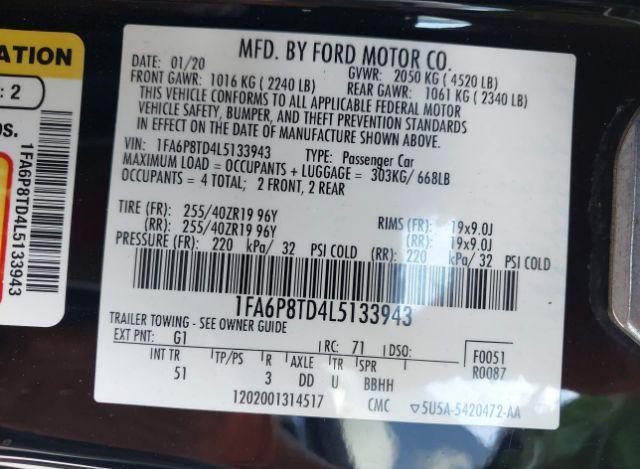 ATION
: 2
os.
1FA6P8TD4L5133943
MFD. BY FORD MOTOR CO.
DATE: 01/20 GVWR: 2050 KG ( 4520 LB)
FRONT GAWR: 1016 KG ( 2240 LB) REAR GAWR: 1061 KG ( 2340 LB)
THIS VEHICLE CONFORMS TO ALL APPLICABLE FEDERAL MOTOR
VEHICLE SAFETY, BUMPER, AND THEFT PREVENTION STANDARDS
IN EFFECT ON THE DATE OF MANUFACTURE SHOWN ABOVE.
VIN: 1FA6P8TD4L5133943 TYPE: Passenger Car
MAXIMUM LOAD = OCCUPANTS + LUGGAGE = 303KG/ 668LB
OCCUPANTS = 4 TOTAL; 2 FRONT, 2 REAR
TIRE (FR): 255/40ZR19 96Y RIMS (FR): 19x9.0J
(RR): 255/40ZR19 96Y (RR): 19x9.0J
PRESSURE (FR): 220 kPa/ 32 PSI COLD (RR): 220 kPa/ 32 PSI COLD
1FA6P8TD4L5133943
TRAILER TOWING - SEE OWNER GUIDE
EXT PNT: G1 RC: 71 DSO: F0051
INT TR TP/PS R AXLE TR SPR R0087
51 3 DD U BBHH
1202001314517 CMC ▽5U5A-5420472-AA